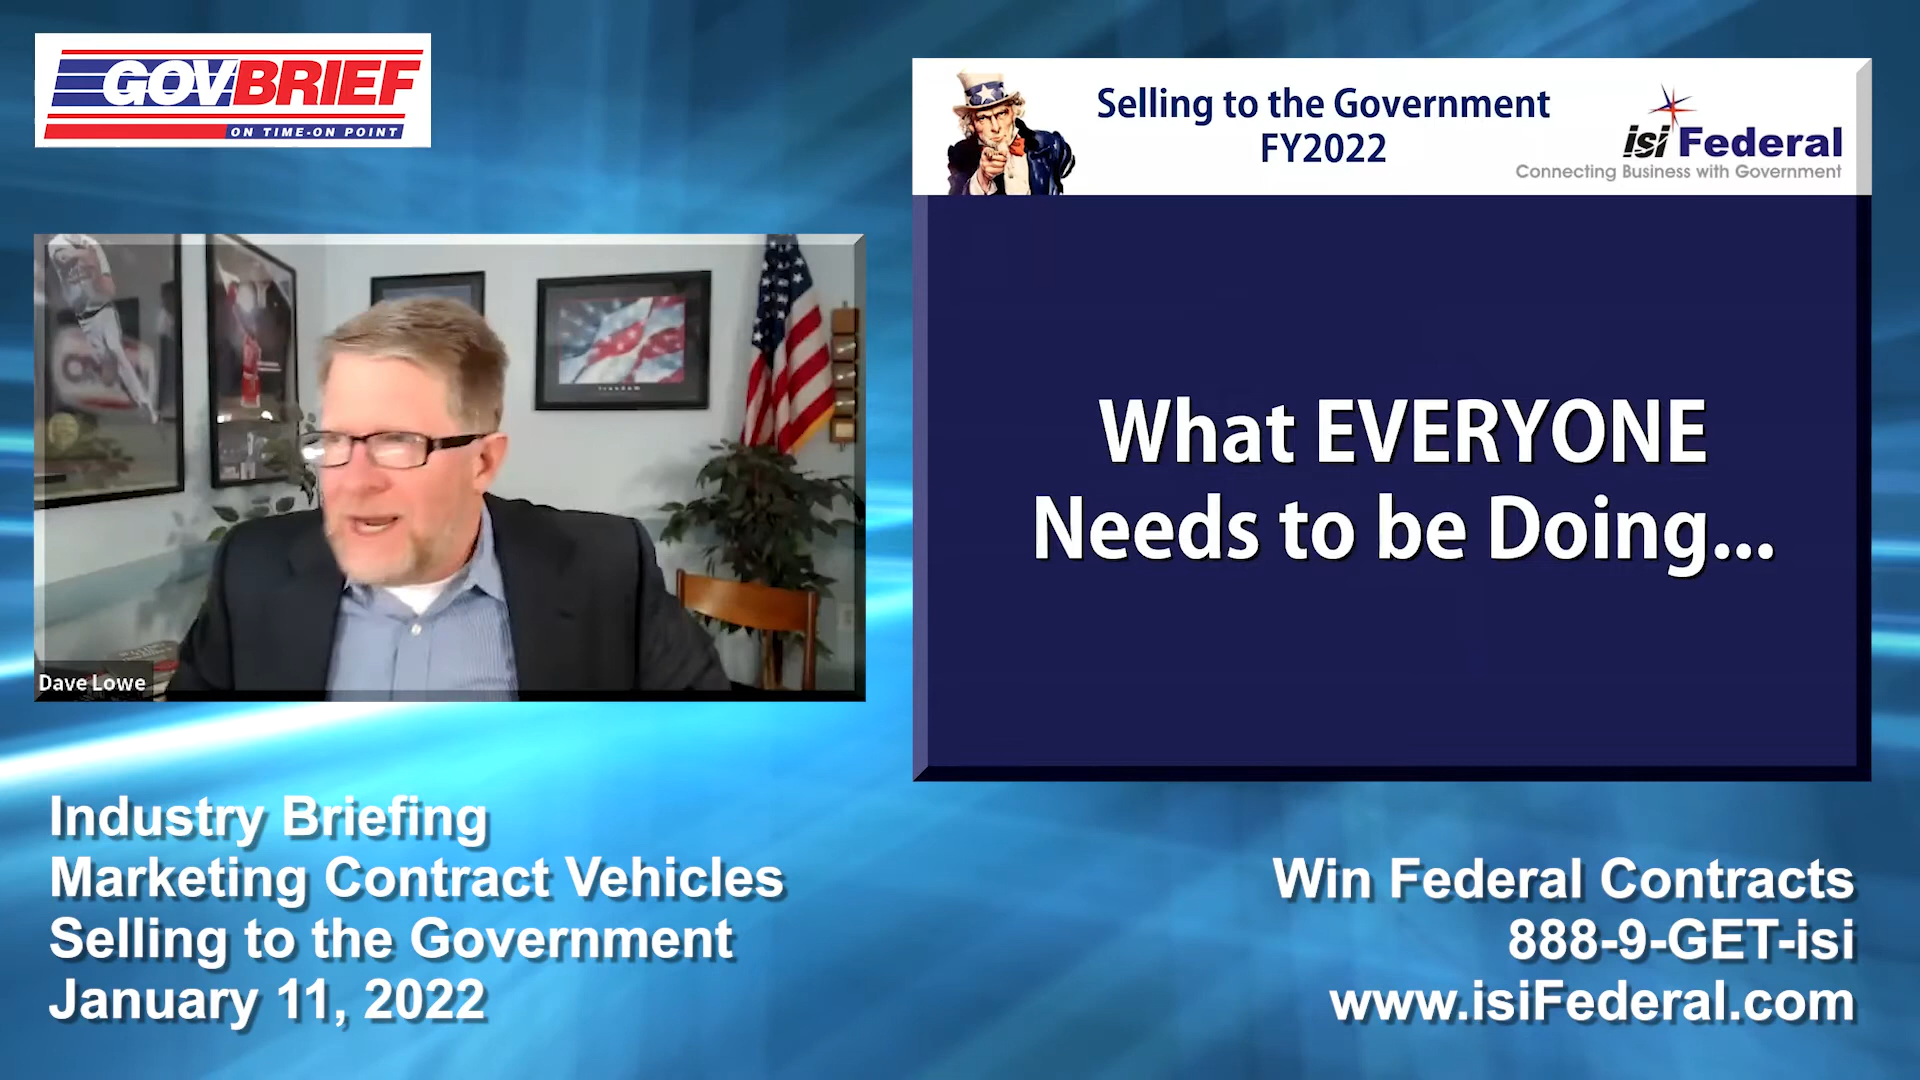 GOVBRIEF
ON TIME-ON POINT
Selling to the Government
FY2022
isi Federal
Connecting Business with Government
What EVERYONE
Needs to be Doing...
freedom
Dave Lowe
Industry Briefing
Marketing Contract Vehicles
Selling to the Government
January 11, 2022
Win Federal Contracts
888-9-GET-isi
www.isiFederal.com